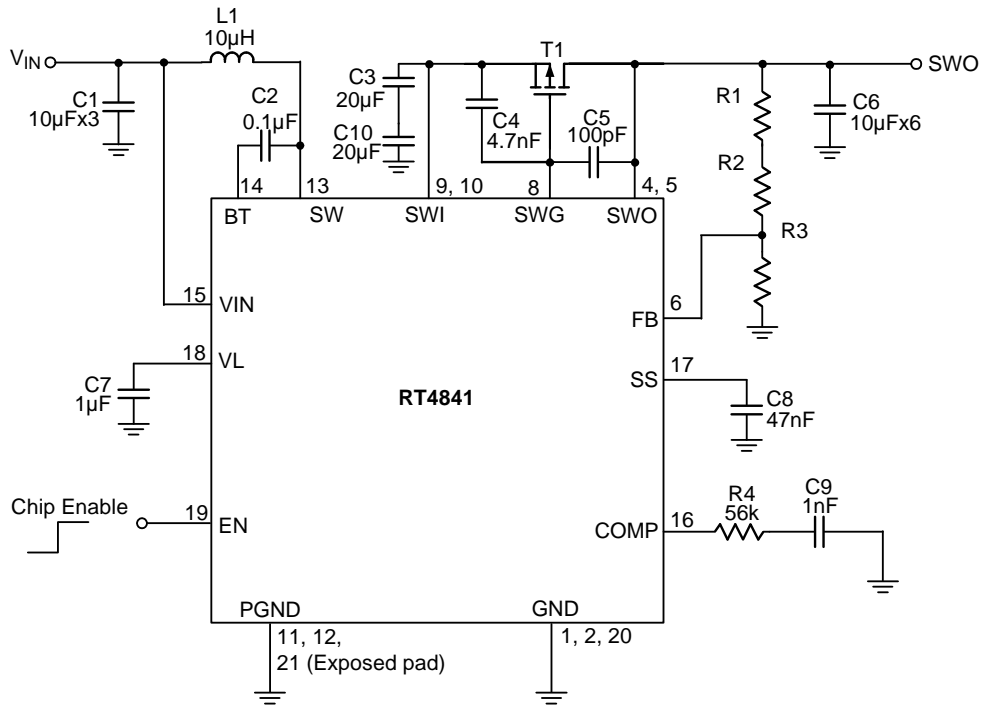 L1
10µH
VIN
C1
10µFx3
C2
0.1µF
C3
20µF
C10
20µF
C4
4.7nF
T1
C5
100pF
R1
R2
R3
C6
10µFx6
SWO
14
13
9, 10
8
4, 5
BT
SW
SWI
SWG
SWO
15
VIN
6
FB
18
VL
17
SS
C7
1µF
RT4841
C8
47nF
Chip Enable
19
EN
COMP
16
R4
56k
C9
1nF
PGND
GND
11, 12,
21 (Exposed pad)
1, 2, 20